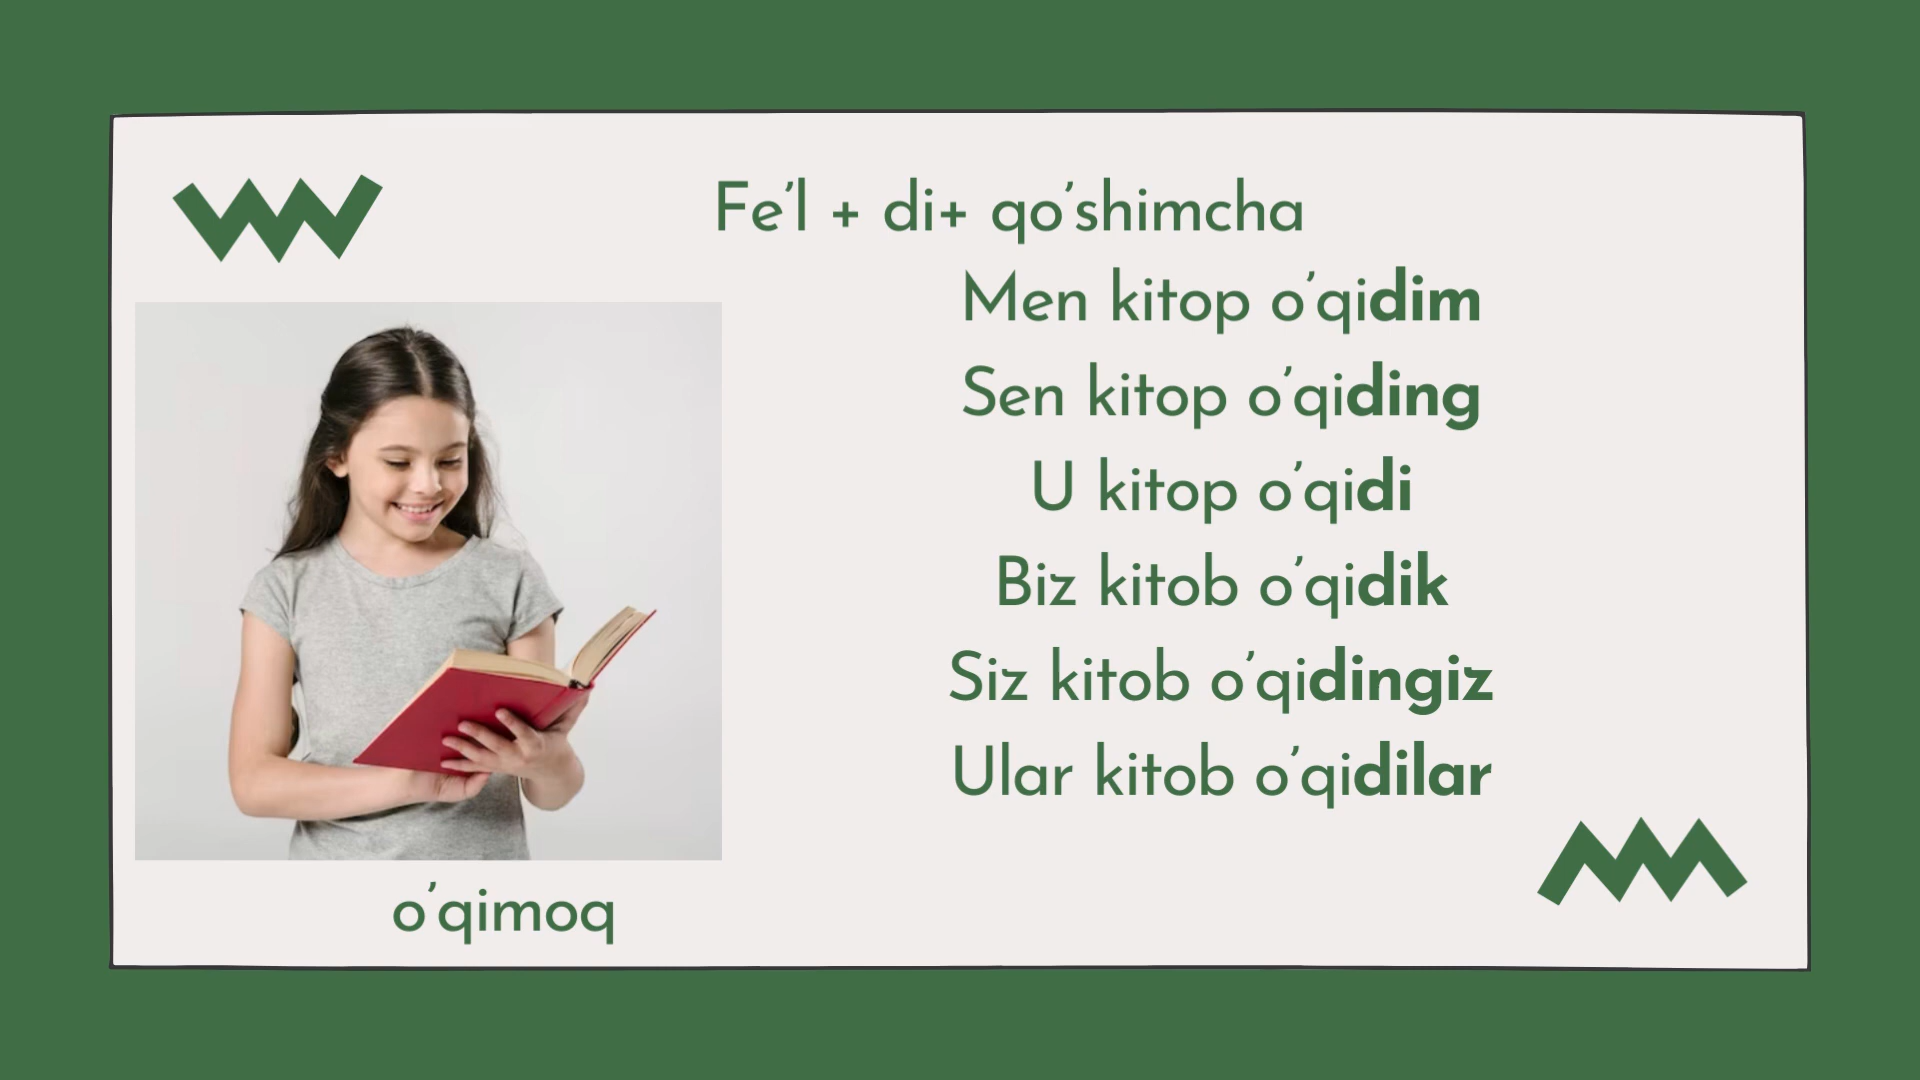 Fe’l + di+ qo’shimcha
Men kitop o’qidim
Sen kitop o’qiding
U kitop o’qidi
Biz kitob o’qidik
Siz kitob o’qidingiz
Ular kitob o’qidilar
o’qimoq